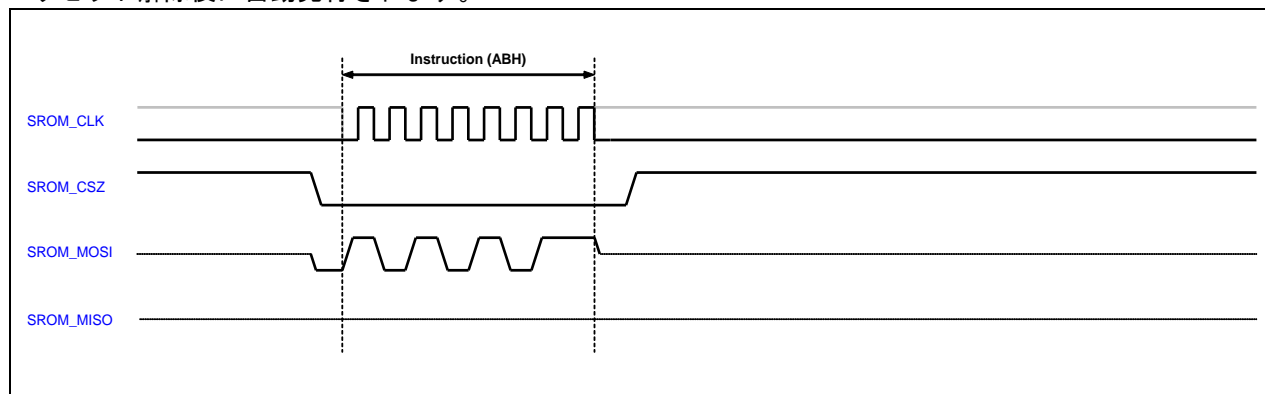 Instruction (ABH)
SROM_CLK
SROM_CSZ
SROM_MOSI
SROM_MISO